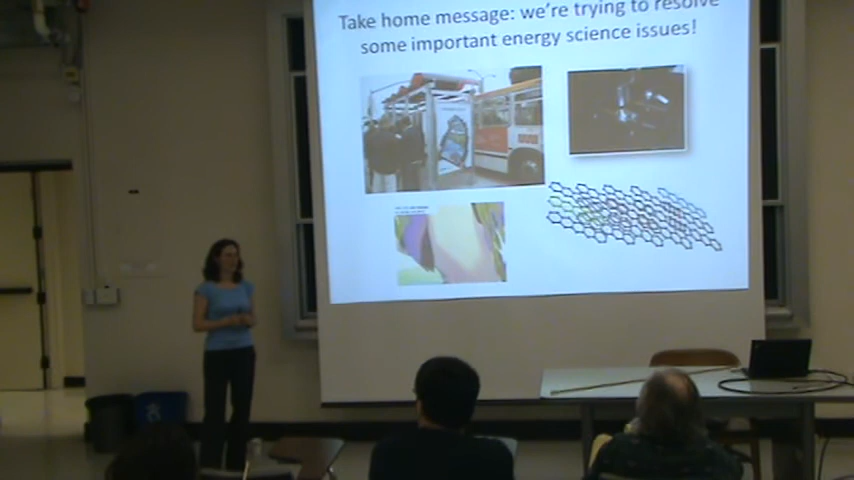 Take home message: we're trying to resolve
some important energy science issues!